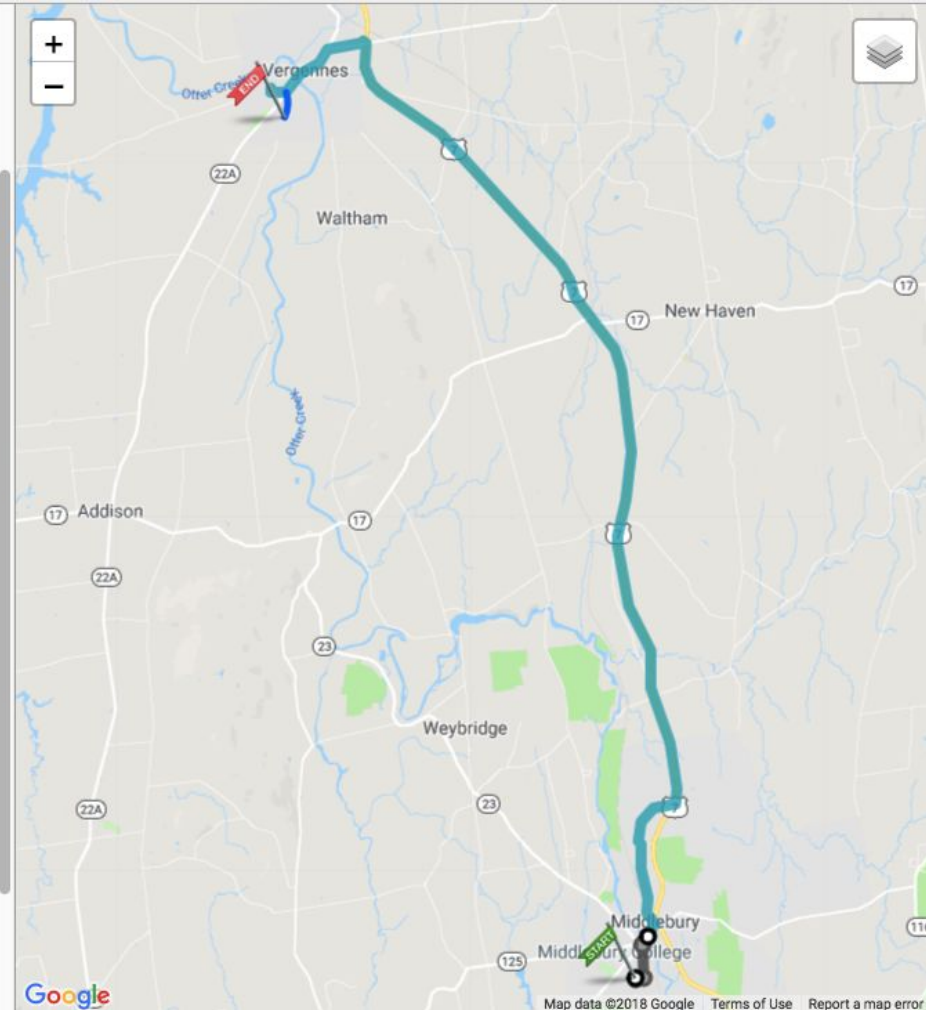 +
−
Vergennes
END
Otter Creek
7
22A
Waltham
7
17
New Haven
17
Otter Creek
17
Addison
17
7
22A
23
Weybridge
22A
23
7
Middlebury
START
Middlebury College
125
Google
Map data ©2018 Google Terms of Use Report a map error